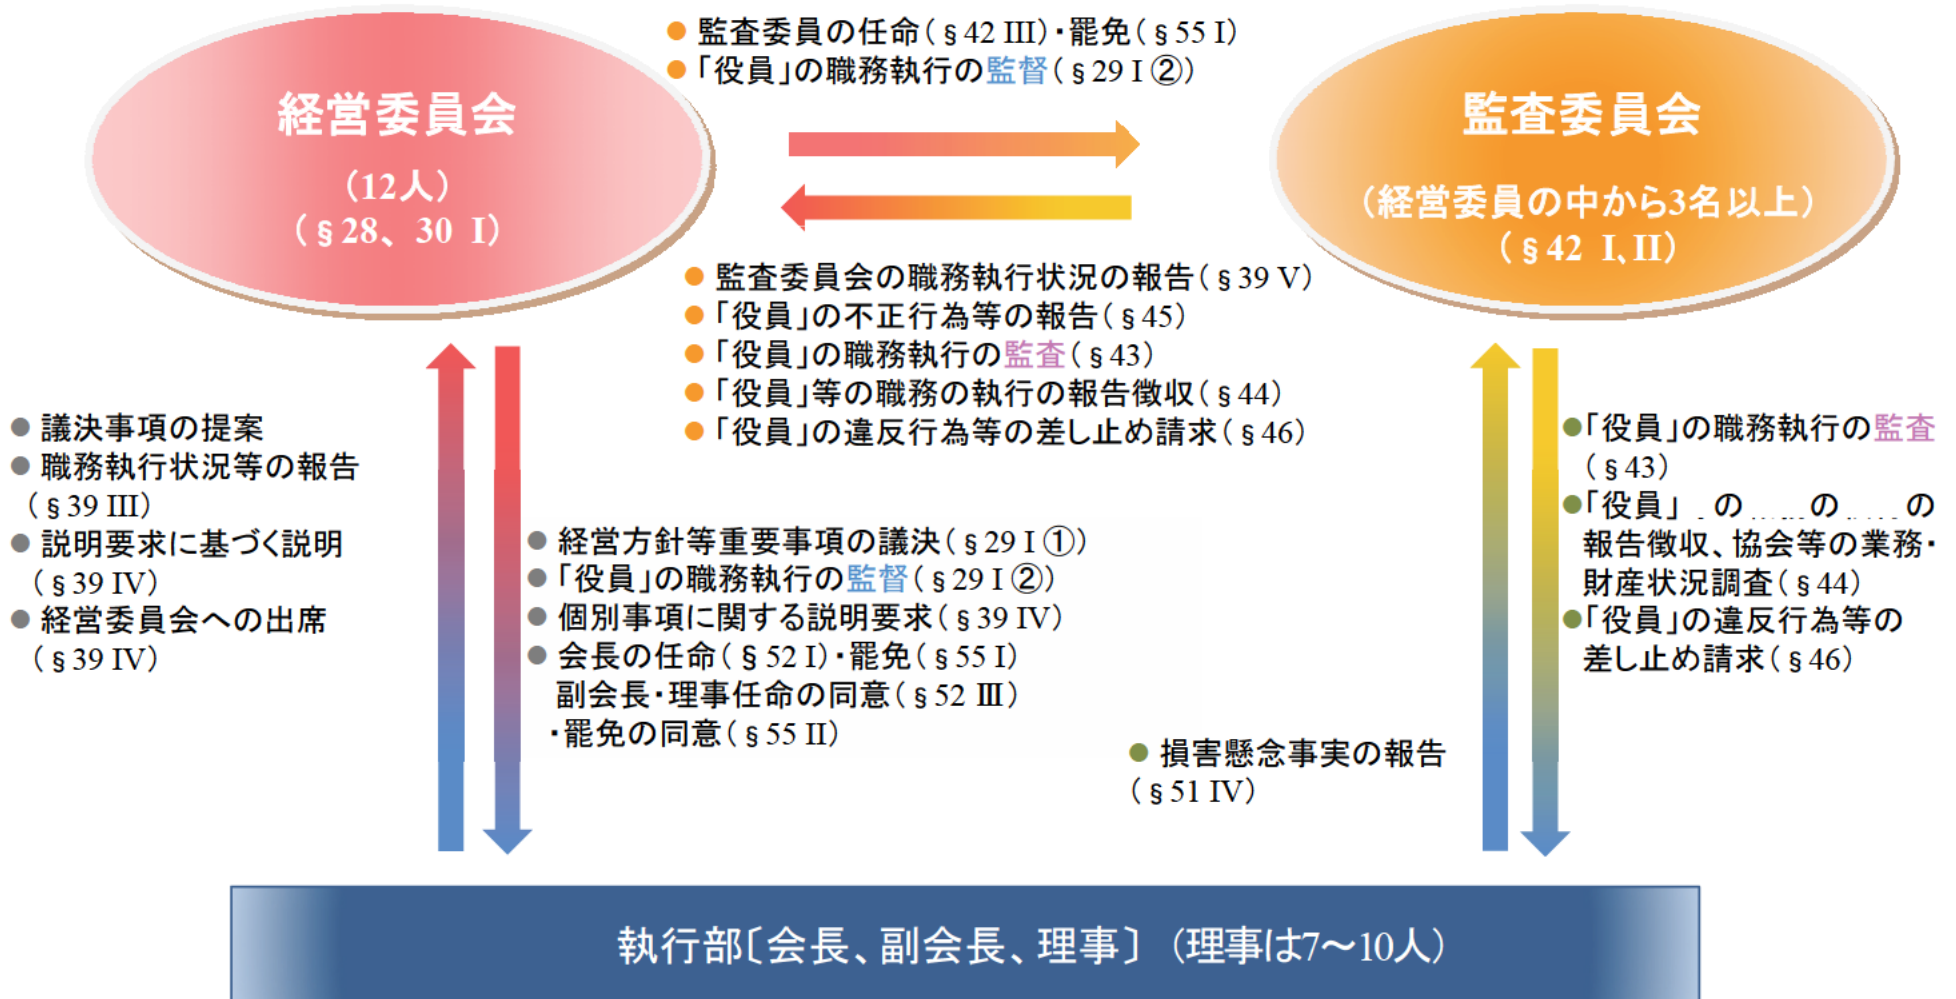 経営委員会
（12人）
（§28、30 I）
● 監査委員の任命（§42 III）・罷免（§55 I）
● 「役員」の職務執行の監督（§29 I ②）
監査委員会
（経営委員の中から3名以上）
（§42 I、II）
● 監査委員会の職務執行状況の報告（§39 V）
● 「役員」の不正行為等の報告（§45）
● 「役員」の職務執行の監査（§43）
● 「役員」等の職務の執行の報告徴収（§44）
● 「役員」の違反行為等の差し止め請求（§46）
● 議決事項の提案
● 職務執行状況等の報告
（§39 III）
● 説明要求に基づく説明
（§39 IV）
● 経営委員会への出席
（§39 IV）
● 経営方針等重要事項の議決（§29 I ①）
● 「役員」の職務執行の監督（§29 I ②）
● 個別事項に関する説明要求（§39 IV）
● 会長の任命（§52 I）・罷免（§55 I）
副会長・理事任命の同意（§52 III）
・罷免の同意（§55 II）
● 「役員」の職務執行の監査
（§43）
● 「役員」の の の
報告徴収、協会等の業務・
財産状況調査（§44）
● 「役員」の違反行為等の
差し止め請求（§46）
● 損害懸念事実の報告
（§51 IV）
執行部〔会長、副会長、理事〕（理事は7〜10人）